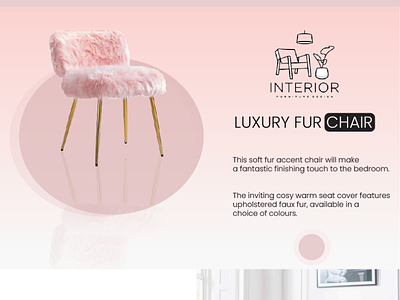 INTERIOR
FURNITURE DESIGN
LUXURY FUR CHAIR
This soft fur accent chair will make
a fantastic finishing touch to the bedroom.
The inviting cosy warm seat cover features
upholstered faux fur, available in a
choice of colours.